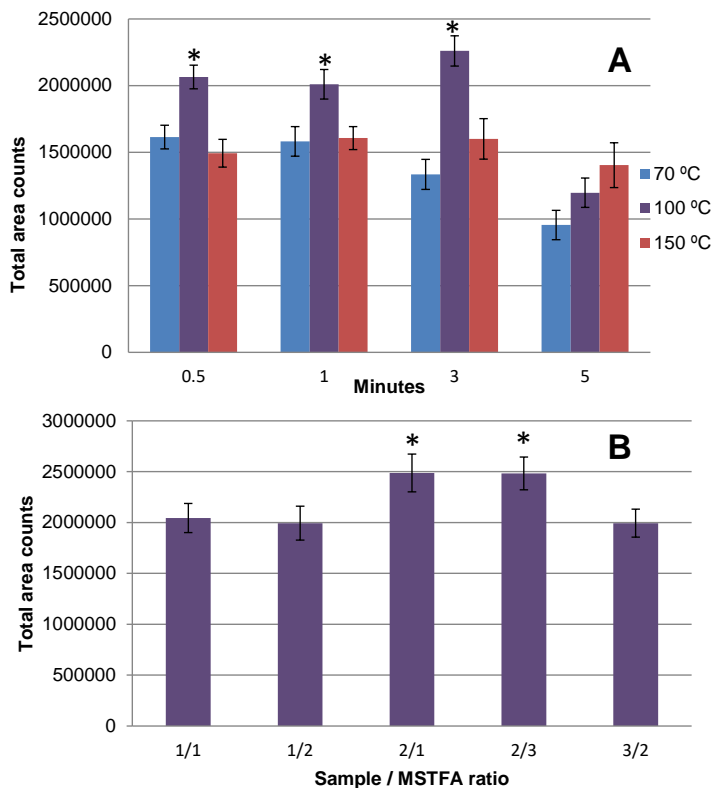 2500000
2000000
1500000
1000000
500000
0
Total area counts
* * *
A
70 ºC
100 ºC
150 ºC
0.5 1 3 5
Minutes
3000000
2500000
2000000
1500000
1000000
500000
0
Total area counts
* *
B
1/1 1/2 2/1 2/3 3/2
Sample / MSTFA ratio